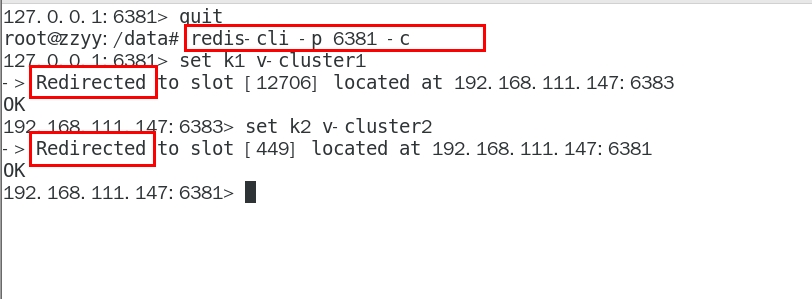 127.0.0.1:6381> quit
root@zzyy:/data# redis-cli -p 6381 -c
127.0.0.1:6381> set k1 v-cluster1
-> Redirected to slot [12706] located at 192.168.111.147:6383
OK
192.168.111.147:6383> set k2 v-cluster2
-> Redirected to slot [449] located at 192.168.111.147:6381
OK
192.168.111.147:6381>